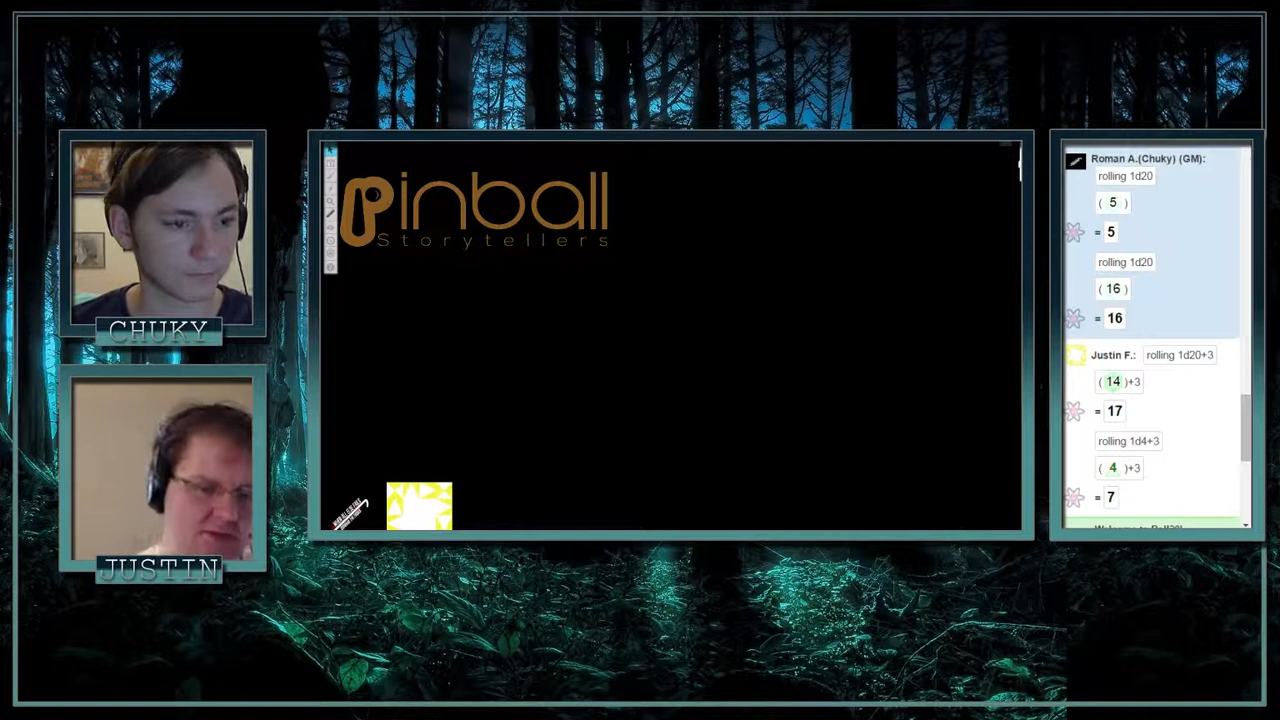 pinball
Storytellers
CHUKY
JUSTIN
Roman A.(Chuky) (GM):
rolling 1d20
( 5 )
= 5
rolling 1d20
( 16 )
= 16
Justin F.: rolling 1d20+3
( 14 )+3
= 17
rolling 1d4+3
( 4 )+3
= 7